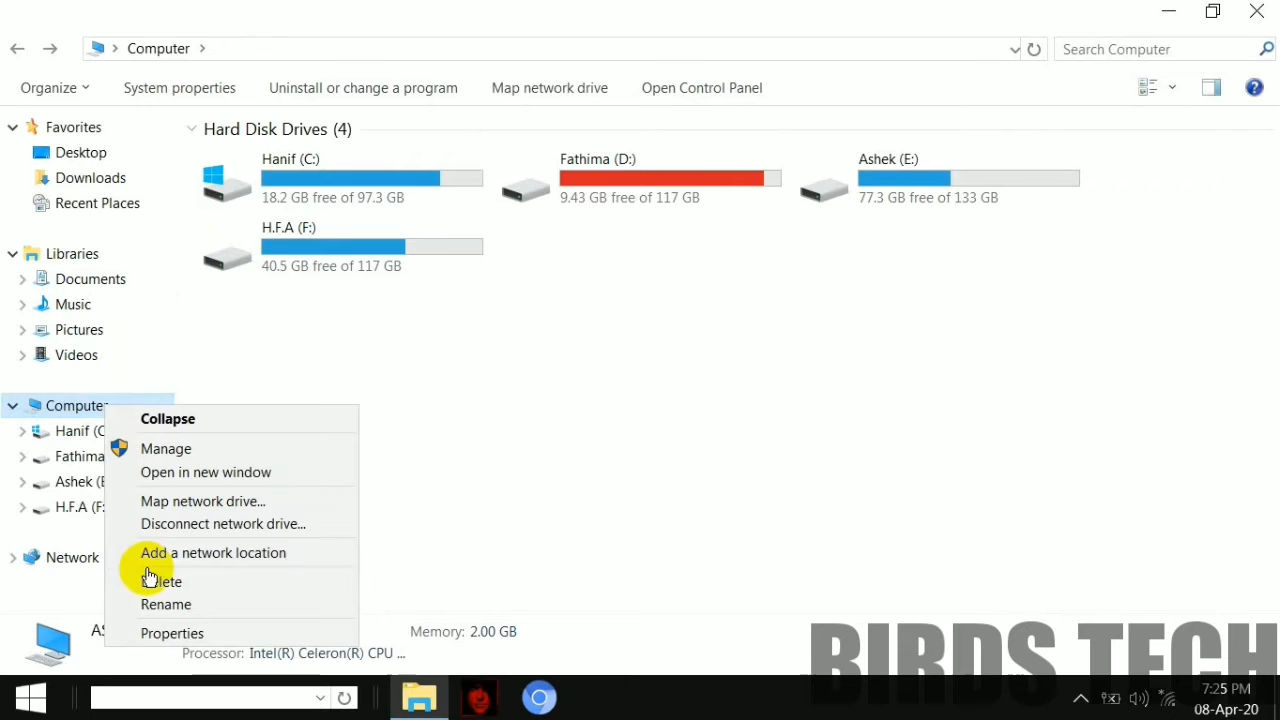 Computer
Search Computer
Organize
System properties
Uninstall or change a program
Map network drive
Open Control Panel
Favorites
Desktop
Downloads
Recent Places
Libraries
Documents
Music
Pictures
Videos
Computer
Hanif (C
Fathima
Ashek (E
H.F.A (F:
Network
Hard Disk Drives (4)
Hanif (C:)
18.2 GB free of 97.3 GB
Fathima (D:)
9.43 GB free of 117 GB
Ashek (E:)
77.3 GB free of 133 GB
H.F.A (F:)
40.5 GB free of 117 GB
Collapse
Manage
Open in new window
Map network drive...
Disconnect network drive...
Add a network location
Delete
Rename
Properties
Memory: 2.00 GB
Processor: Intel(R) Celeron(R) CPU ...
BIRDS TECH
7:25 PM
08-Apr-20